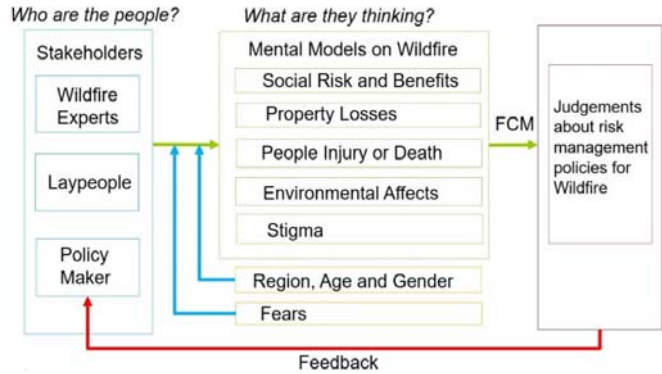 Who are the people?
What are they thinking?
Stakeholders
Wildfire
Experts
Laypeople
Policy
Maker
Mental Models on Wildfire
Social Risk and Benefits
Property Losses
People Injury or Death
Environmental Affects
Stigma
Region, Age and Gender
Fears
FCM
Judgements
about risk
management
policies for
Wildfire
Feedback